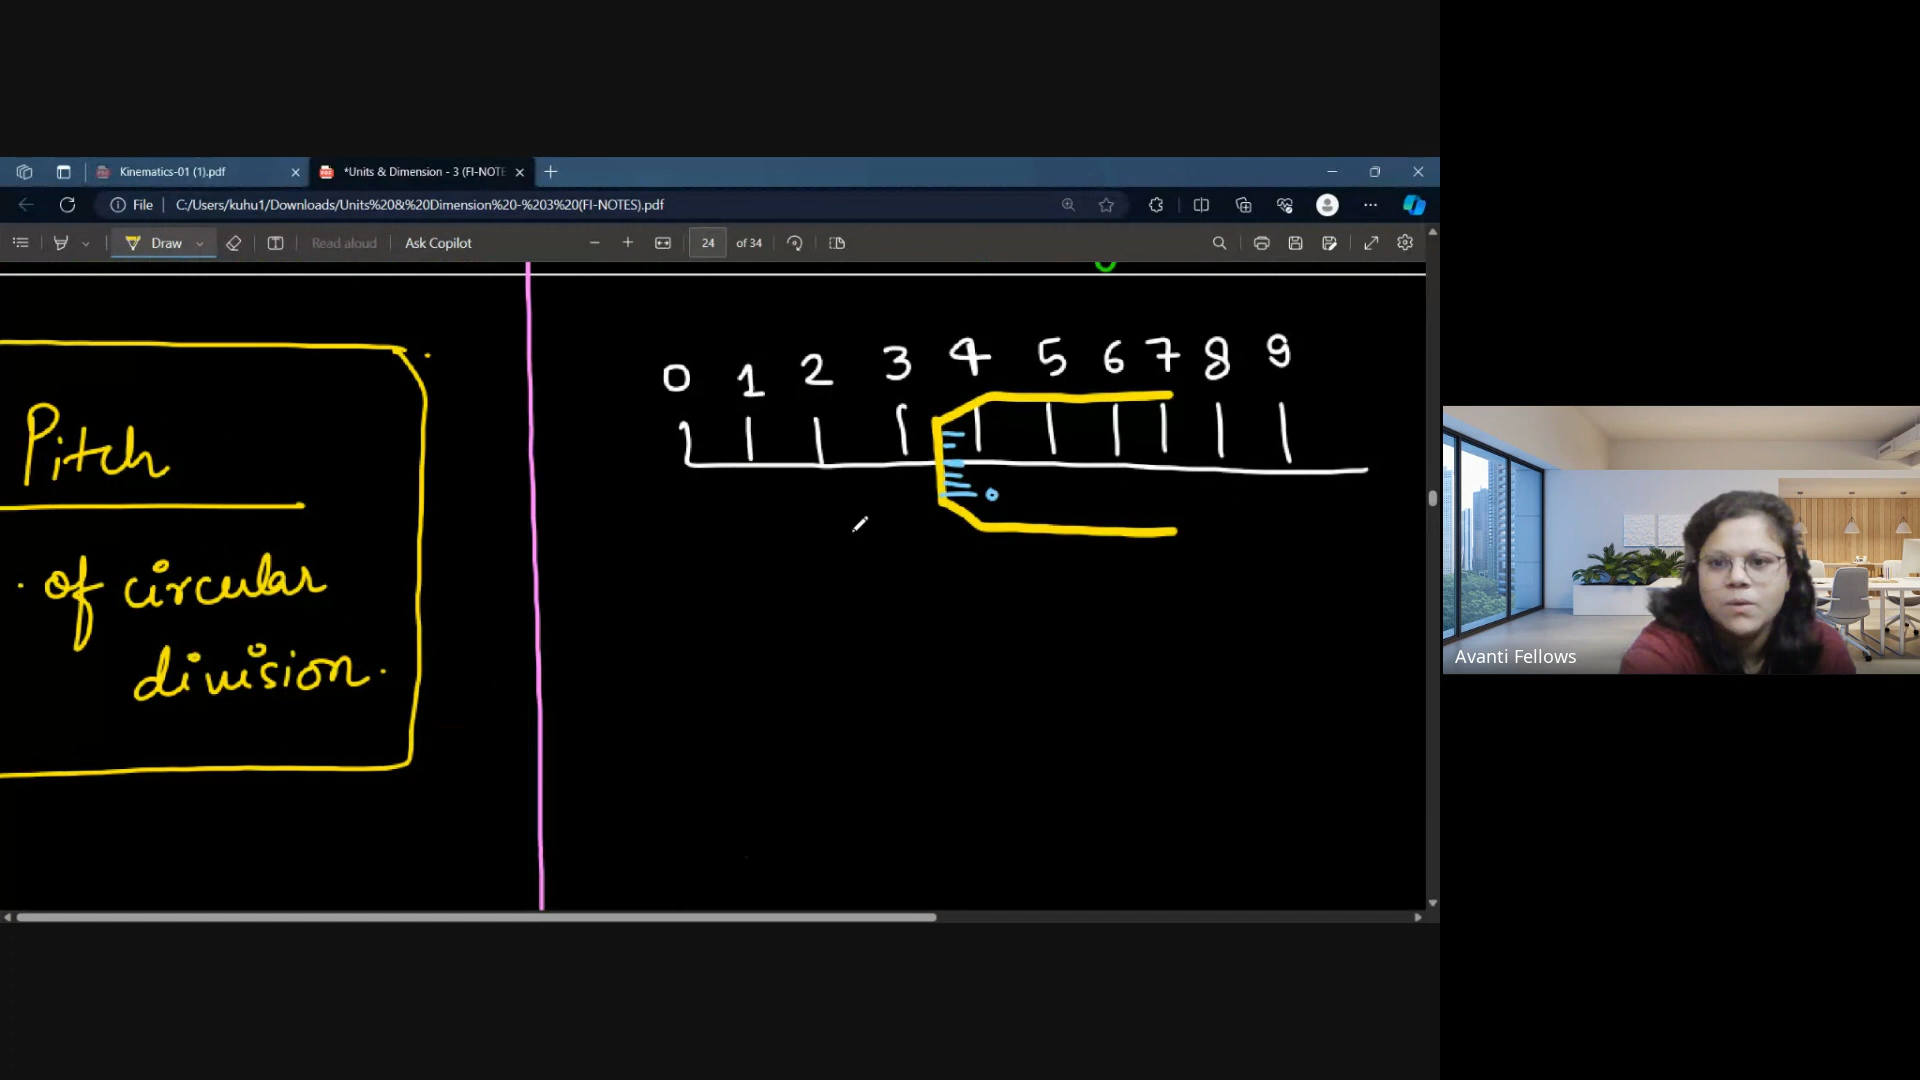 Kinematics-01 (1).pdf
*Units & Dimension - 3 (FI-NOTE
File
C:/Users/kuhu1/Downloads/Units%20&%20Dimension%20-%203%20(FI-NOTES).pdf
Draw
Read aloud
Ask Copilot
24 of 34
0 1 2 3 4 5 6 7 8 9
0
Pitch
. of circular
division.
Avanti Fellows